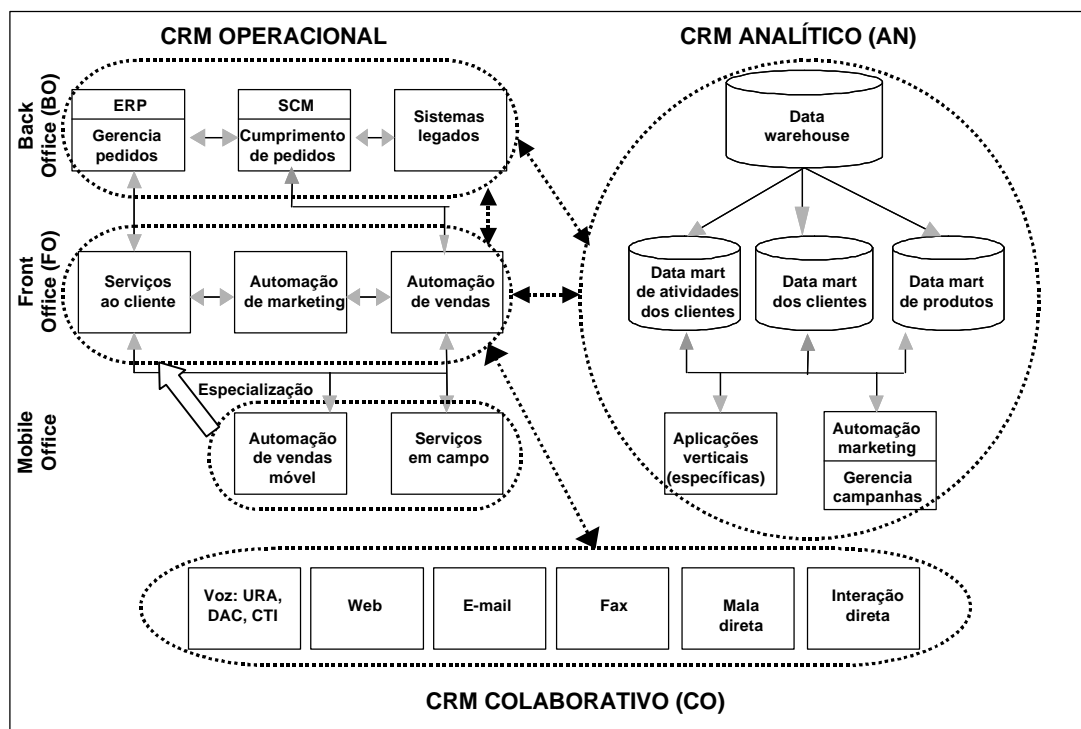 CRM OPERACIONAL
CRM ANALÍTICO (AN)
Back
Office (BO)
ERP
Gerencia
pedidos
SCM
Cumprimento
de pedidos
Sistemas
legados
Data
warehouse
Front
Office (FO)
Serviços
ao cliente
Automação
de marketing
Automação
de vendas
Data mart
de atividades
dos clientes
Data mart
dos clientes
Data mart
de produtos
Especialização
Mobile
Office
Automação
de vendas
móvel
Serviços
em campo
Aplicações
verticais
(específicas)
Automação
marketing
Gerencia
campanhas
Voz: URA,
DAC, CTI
Web
E-mail
Fax
Mala
direta
Interação
direta
CRM COLABORATIVO (CO)